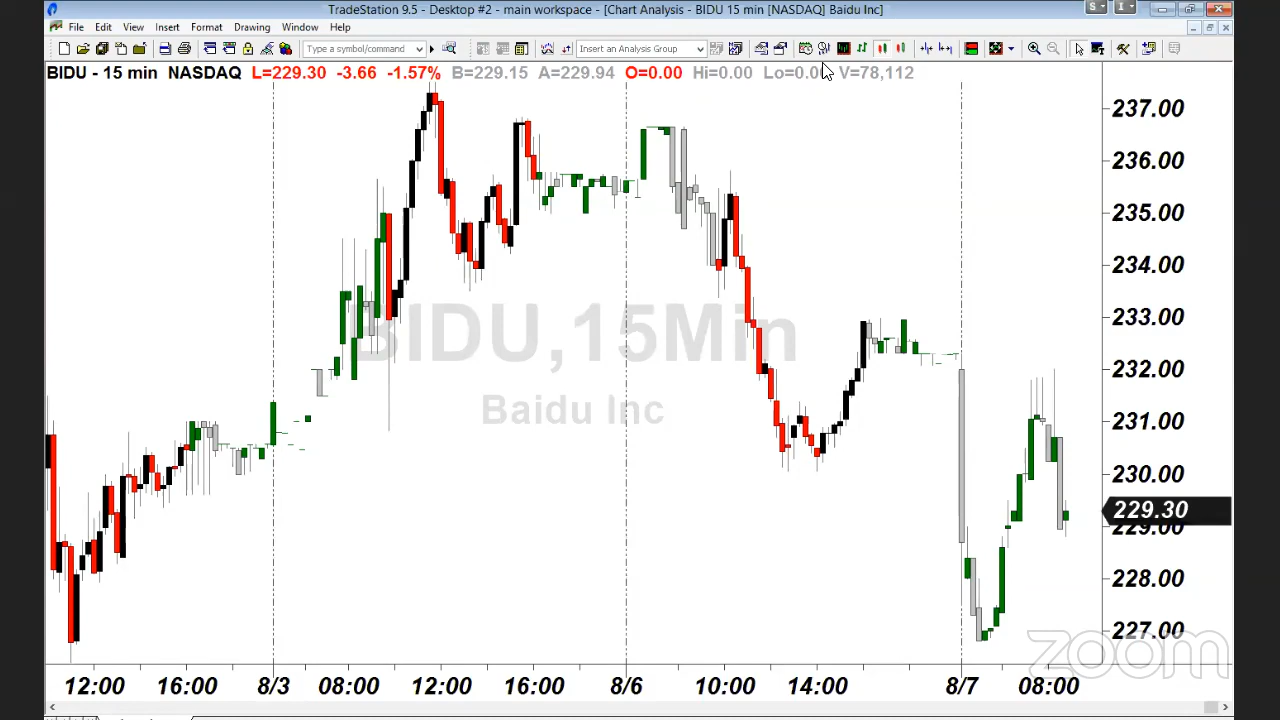 TradeStation 9.5 - Desktop #2 - main workspace - [Chart Analysis - BIDU 15 min [NASDAQ] Baidu Inc]
S
I
File Edit View Insert Format Drawing Window Help
Type a symbol/command
Insert an Analysis Group
BIDU - 15 min NASDAQ L=229.30 -3.66 -1.57% B=229.15 A=229.94 O=0.00 Hi=0.00 Lo=0.00 V=78,112
237.00
236.00
235.00
234.00
233.00
BIDU,15Min
232.00
Baidu Inc
231.00
230.00
229.30
229.00
228.00
227.00
zoom
12:00 16:00 8/3 08:00 12:00 16:00 8/6 10:00 14:00 8/7 08:00